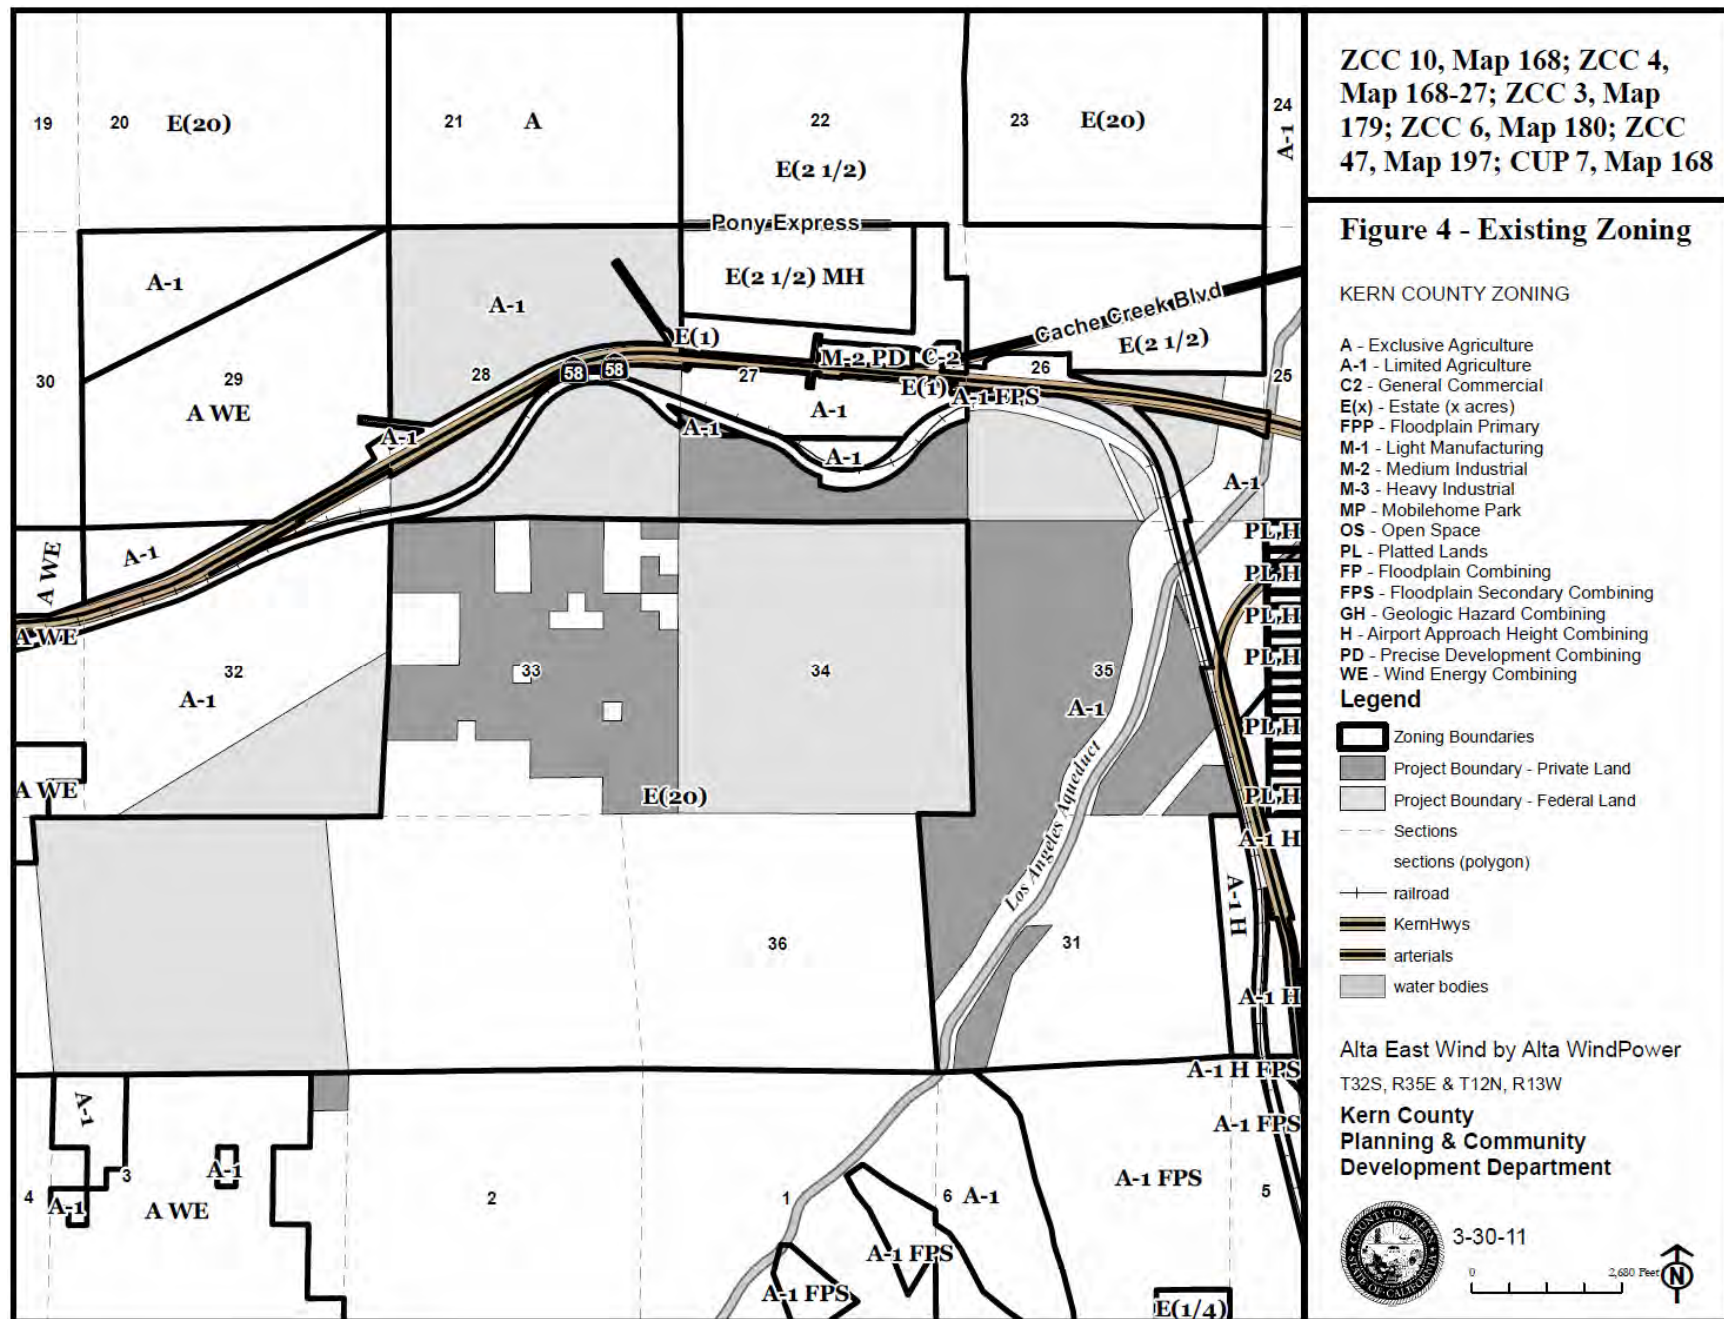 19
20
E(20)
21
A
22
E(2 1/2)
23
E(20)
24
A-1
Pony Express
A-1
A-1
E(2 1/2) MH
Cache Creek Blvd
E(2 1/2)
E(1)
M-2 PD
C-2
30
29
28
58
58
27
26
25
A WE
E(1)
A-1 FPS
A-1
A-1
A-1
A-1
A-1
A WE
A-1
PL H
PL H
PL H
PL H
PL H
PL H
A WE
32
A-1
33
34
35
A-1
A WE
E(20)
Los Angeles Aqueduct
A-1 H
A-1 H
36
31
A-1 H
A-1 H FPS
A-1
A-1 FPS
4
3
A-1
A-1
A WE
2
1
6
A-1
A-1 FPS
5
A-1 FPS
A-1 FPS
E(1/4)
ZCC 10, Map 168; ZCC 4,
Map 168-27; ZCC 3, Map
179; ZCC 6, Map 180; ZCC
47, Map 197; CUP 7, Map 168
Figure 4 - Existing Zoning
KERN COUNTY ZONING
A - Exclusive Agriculture
A-1 - Limited Agriculture
C2 - General Commercial
E(x) - Estate (x acres)
FPP - Floodplain Primary
M-1 - Light Manufacturing
M-2 - Medium Industrial
M-3 - Heavy Industrial
MP - Mobilehome Park
OS - Open Space
PL - Platted Lands
FP - Floodplain Combining
FPS - Floodplain Secondary Combining
GH - Geologic Hazard Combining
H - Airport Approach Height Combining
PD - Precise Development Combining
WE - Wind Energy Combining
Legend
Zoning Boundaries
Project Boundary - Private Land
Project Boundary - Federal Land
Sections
sections (polygon)
railroad
KernHwys
arterials
water bodies
Alta East Wind by Alta WindPower
T32S, R35E & T12N, R13W
Kern County
Planning & Community
Development Department
COUNTY OF KERN
STATE OF CALIFORNIA
3-30-11
0
2,680 Feet
N